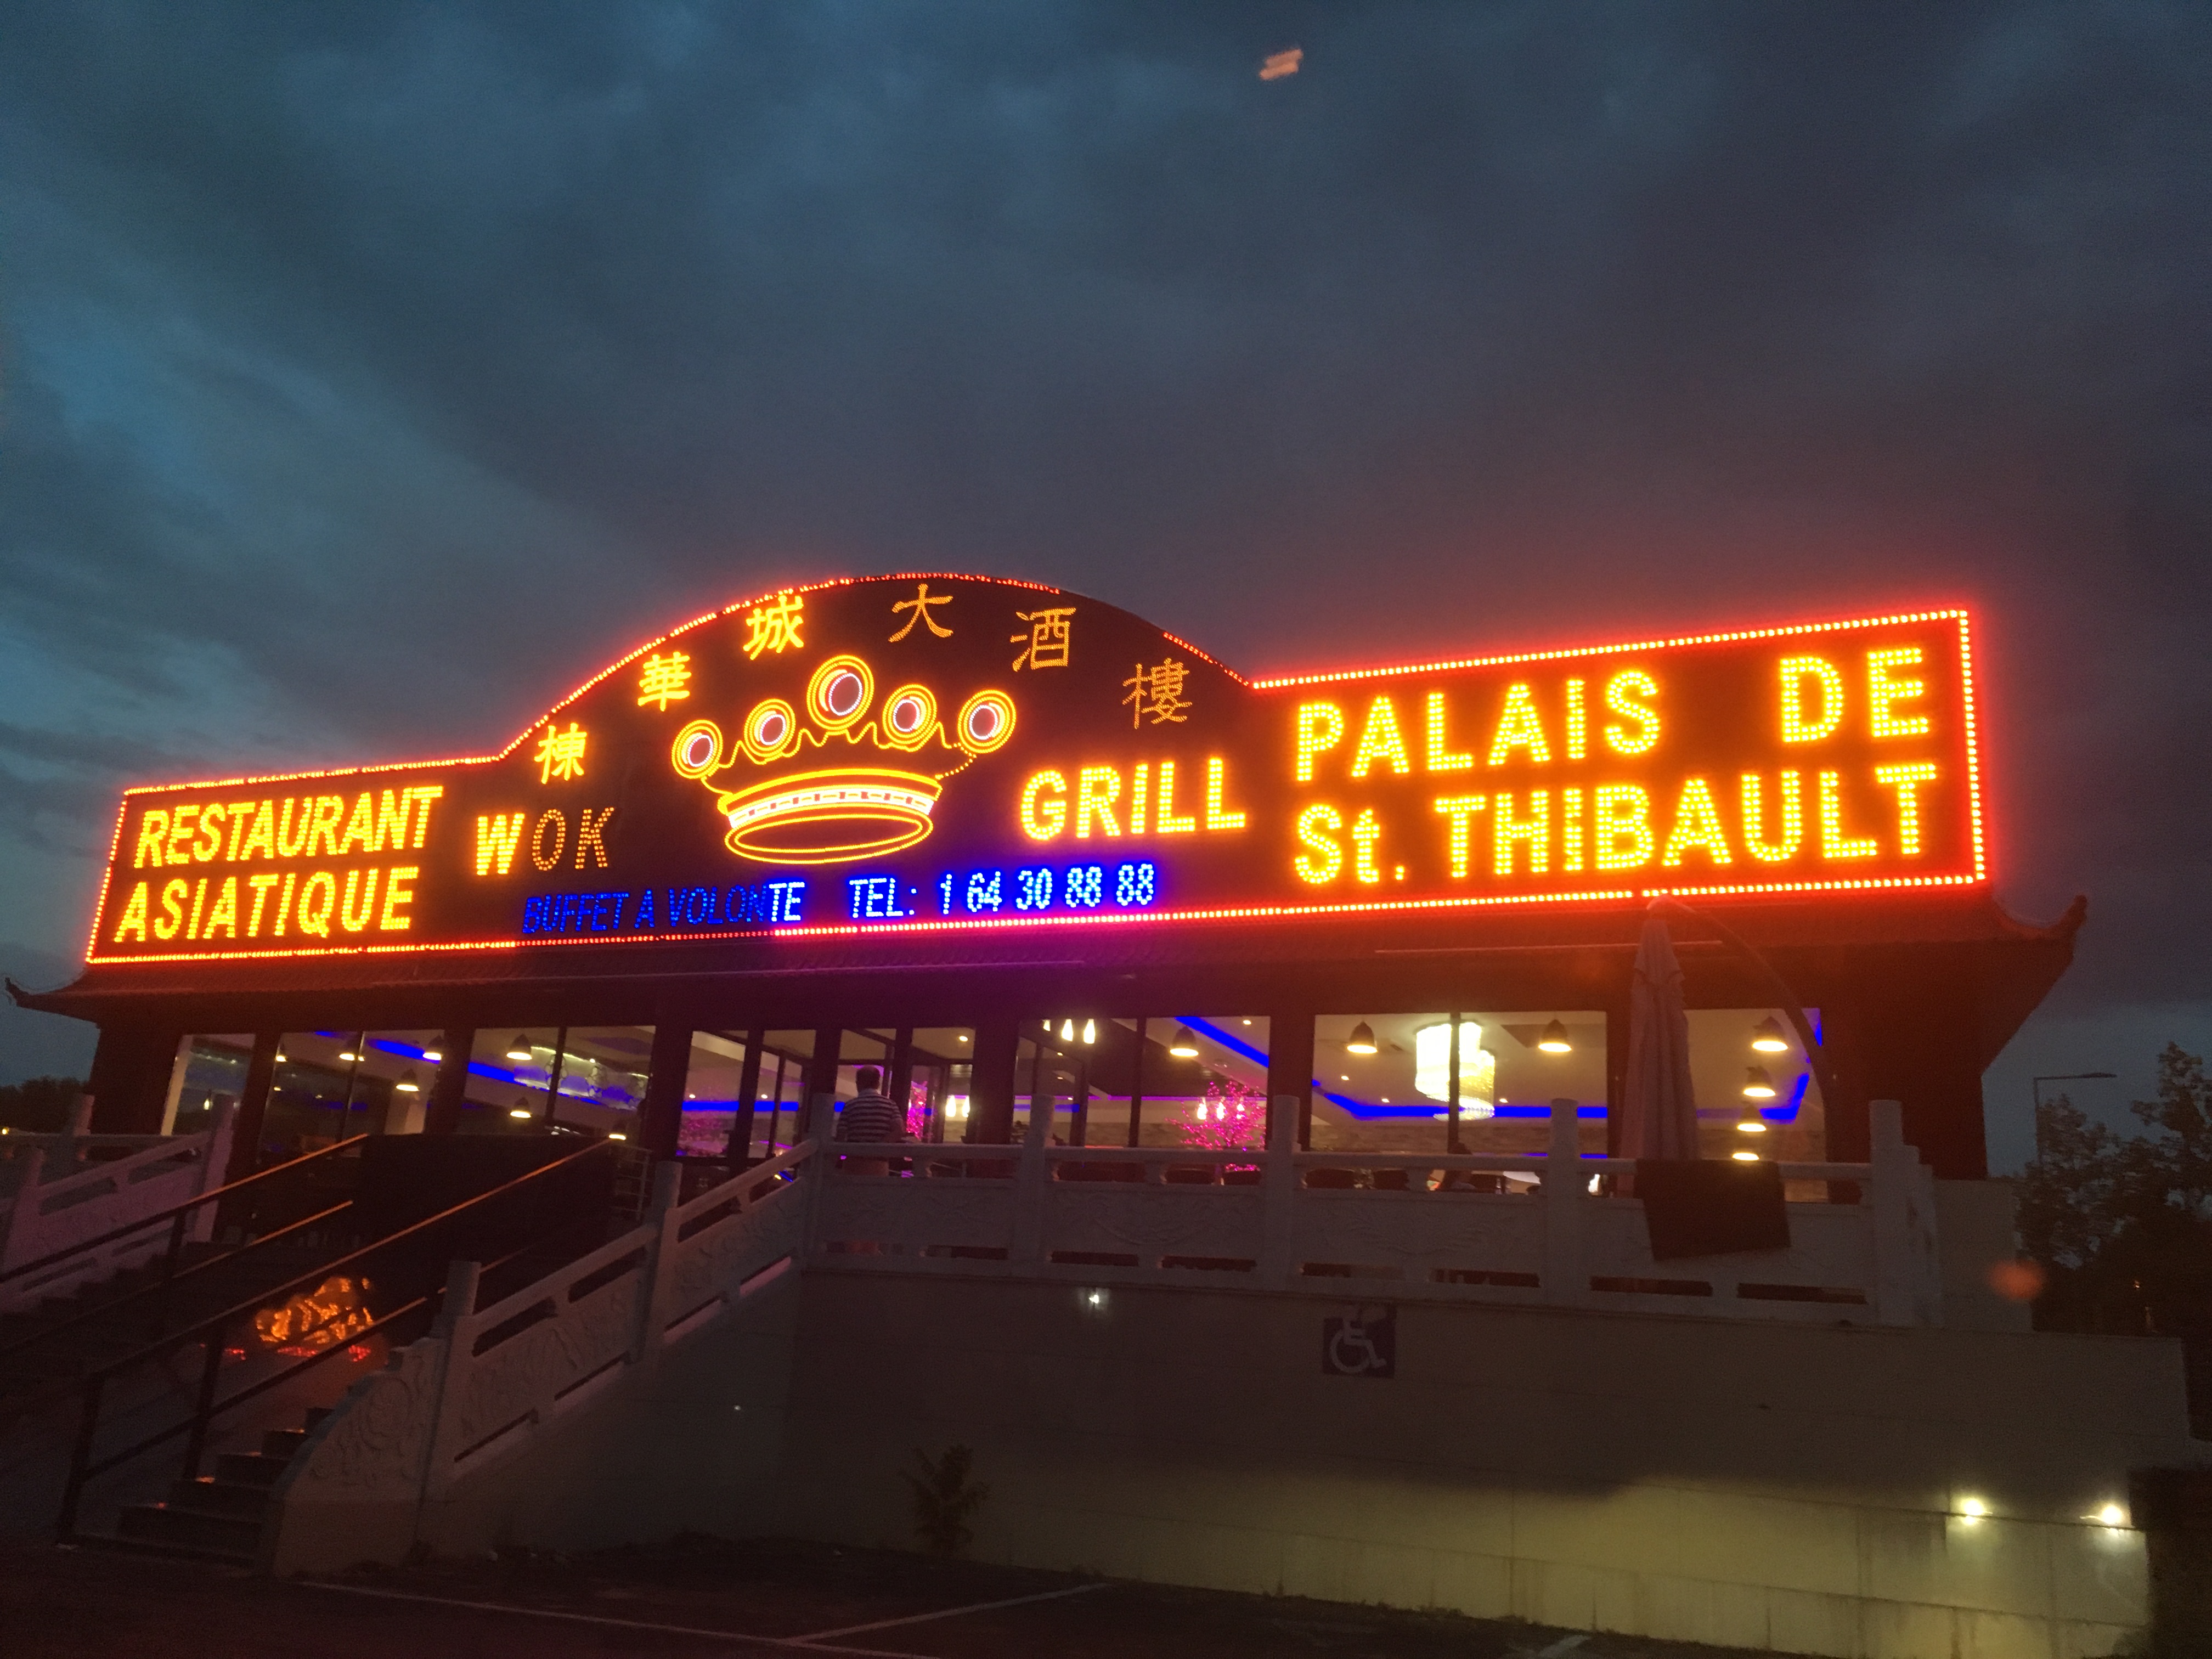 棟華城大酒樓
RESTAURANT
ASIATIQUE
WOK
GRILL
BUFFET A VOLONTE TEL: 1 64 30 88 88
PALAIS DE
St. THIBAULT